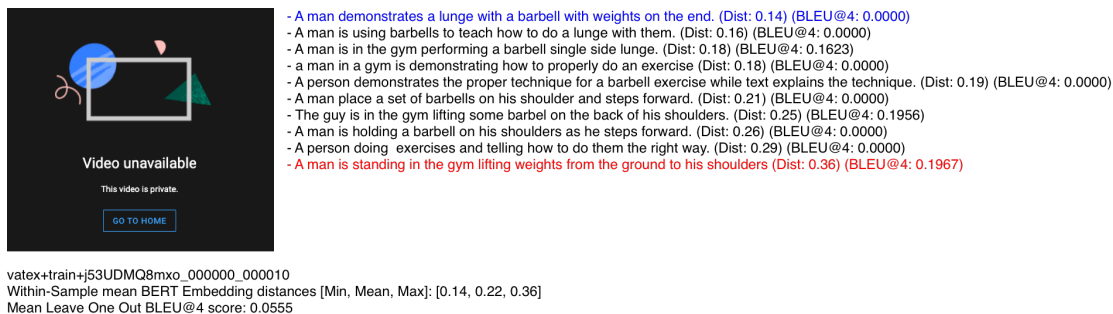 Video unavailable
This video is private.
GO TO HOME
- A man demonstrates a lunge with a barbell with weights on the end. (Dist: 0.14) (BLEU@4: 0.0000)
- A man is using barbells to teach how to do a lunge with them. (Dist: 0.16) (BLEU@4: 0.0000)
- A man is in the gym performing a barbell single side lunge. (Dist: 0.18) (BLEU@4: 0.1623)
- a man in a gym is demonstrating how to properly do an exercise (Dist: 0.18) (BLEU@4: 0.0000)
- A person demonstrates the proper technique for a barbell exercise while text explains the technique. (Dist: 0.19) (BLEU@4: 0.0000)
- A man place a set of barbells on his shoulder and steps forward. (Dist: 0.21) (BLEU@4: 0.0000)
- The guy is in the gym lifting some barbel on the back of his shoulders. (Dist: 0.25) (BLEU@4: 0.1956)
- A man is holding a barbell on his shoulders as he steps forward. (Dist: 0.26) (BLEU@4: 0.0000)
- A person doing  exercises and telling how to do them the right way. (Dist: 0.29) (BLEU@4: 0.0000)
- A man is standing in the gym lifting weights from the ground to his shoulders (Dist: 0.36) (BLEU@4: 0.1967)
vatex+train+j53UDMQ8mxo_000000_000010
Within-Sample mean BERT Embedding distances [Min, Mean, Max]: [0.14, 0.22, 0.36]
Mean Leave One Out BLEU@4 score: 0.0555